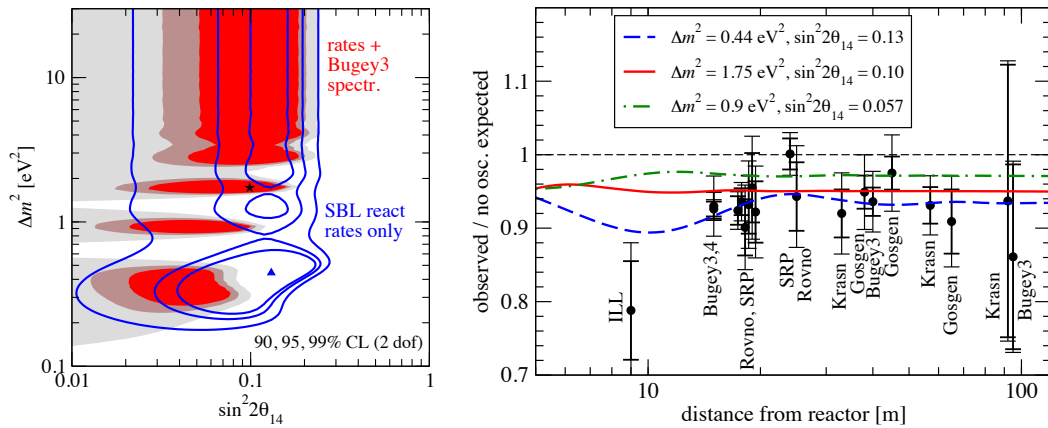 10
1
0.1
Δm² [eV²]
rates +
Bugey3
spectr.
SBL react
rates only
90, 95, 99% CL (2 dof)
0.01
0.1
1
sin²2θ₁₄
Δm² = 0.44 eV², sin²2θ₁₄ = 0.13
Δm² = 1.75 eV², sin²2θ₁₄ = 0.10
Δm² = 0.9 eV², sin²2θ₁₄ = 0.057
1.1
1
0.9
0.8
0.7
observed / no osc. expected
ILL
Bugey3,4
Rovno, SRP
SRP
Rovno
Krasn
Gosgen
Bugey3
Gosgen
Krasn
Gosgen
Krasn
Bugey3
10
100
distance from reactor [m]